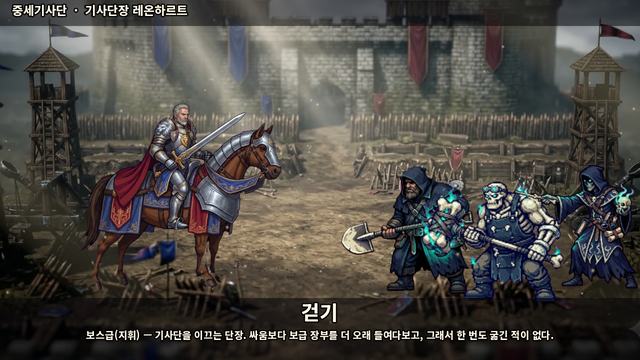 중세기사단 · 기사단장 레온하르트
걷기
보스급(지휘) — 기사단을 이끄는 단장. 싸움보다 보급 장부를 더 오래 들여다보고, 그래서 한 번도 굶긴 적이 없다.